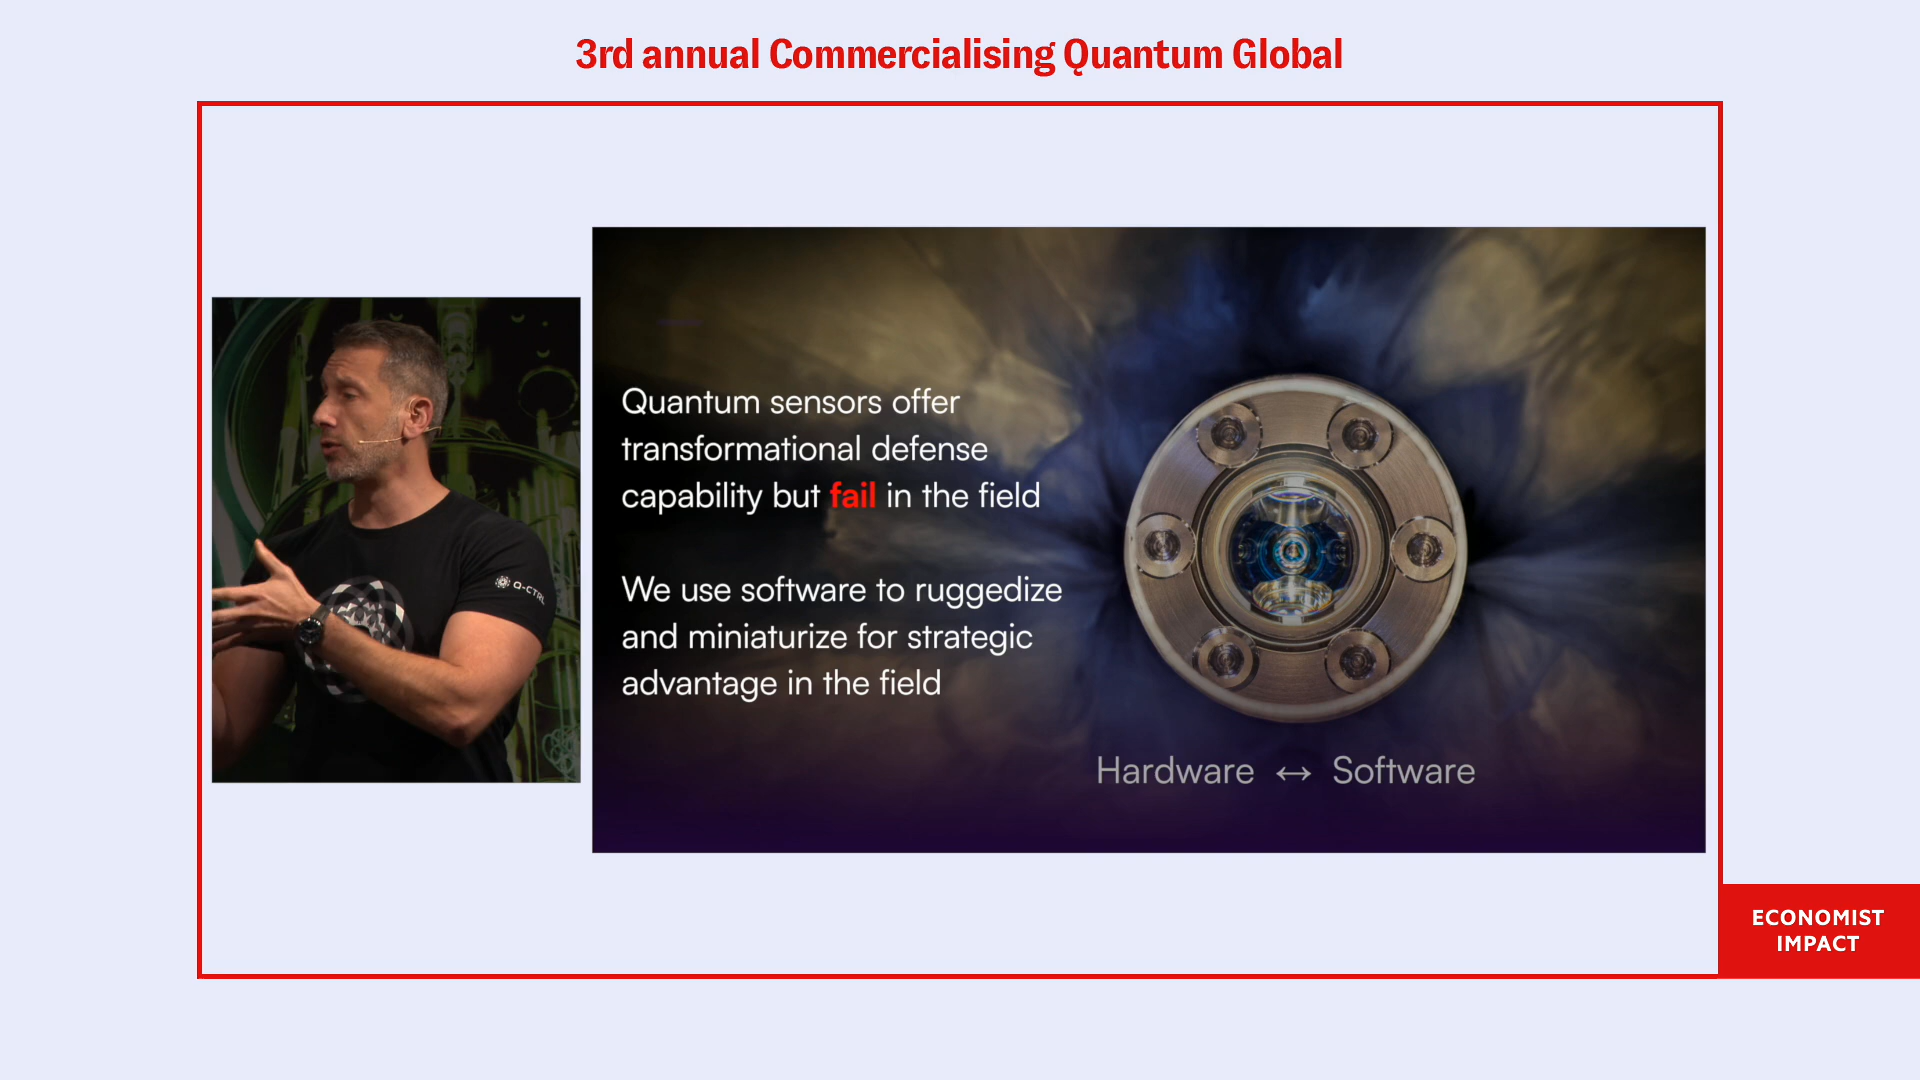 3rd annual Commercialising Quantum Global
Q-CTRL
Quantum sensors offer
transformational defense
capability but fail in the field
We use software to ruggedize
and miniaturize for strategic
advantage in the field
Hardware ↔ Software
ECONOMIST
IMPACT